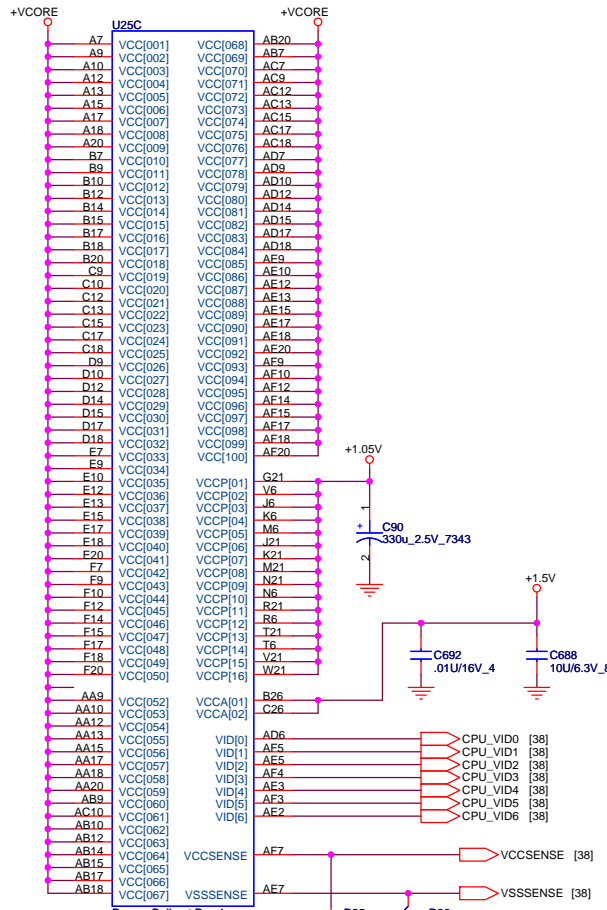 +VCORE +VCORE
U25C
A7 VCC[001] VCC[068] AB20
A9 VCC[002] VCC[069] AB7
A10 VCC[003] VCC[070] AC7
A12 VCC[004] VCC[071] AC9
A13 VCC[005] VCC[072] AC12
A15 VCC[006] VCC[073] AC13
A17 VCC[007] VCC[074] AC15
A18 VCC[008] VCC[075] AC17
A20 VCC[009] VCC[076] AC18
B7 VCC[010] VCC[077] AD7
B9 VCC[011] VCC[078] AD9
B10 VCC[012] VCC[079] AD10
B12 VCC[013] VCC[080] AD12
B14 VCC[014] VCC[081] AD14
B15 VCC[015] VCC[082] AD15
B17 VCC[016] VCC[083] AD17
B18 VCC[017] VCC[084] AD18
B20 VCC[018] VCC[085] AE9
C9 VCC[019] VCC[086] AE10
C10 VCC[020] VCC[087] AE12
C12 VCC[021] VCC[088] AE13
C13 VCC[022] VCC[089] AE15
C15 VCC[023] VCC[090] AE17
C17 VCC[024] VCC[091] AE18
C18 VCC[025] VCC[092] AE20
D9 VCC[026] VCC[093] AF9
D10 VCC[027] VCC[094] AF10
D12 VCC[028] VCC[095] AF12
D14 VCC[029] VCC[096] AF14
D15 VCC[030] VCC[097] AF15
D17 VCC[031] VCC[098] AF17
D18 VCC[032] VCC[099] AF18
E7 VCC[033] VCC[100] AF20
E9 VCC[034]
+1.05V
E10 VCC[035] VCCP[01] G21
E12 VCC[036] VCCP[02] V6
E13 VCC[037] VCCP[03] J6
E15 VCC[038] VCCP[04] K6
E17 VCC[039] VCCP[05] M6
E18 VCC[040] VCCP[06] J21
E20 VCC[041] VCCP[07] K21
F7 VCC[042] VCCP[08] M21
F9 VCC[043] VCCP[09] N21
F10 VCC[044] VCCP[10] N6
F12 VCC[045] VCCP[11] R21
F14 VCC[046] VCCP[12] R6
F15 VCC[047] VCCP[13] T21
F17 VCC[048] VCCP[14] T6
F18 VCC[049] VCCP[15] V21
F20 VCC[050] VCCP[16] W21
1
+
C90
330u_2.5V_7343
2
+1.5V
C692
.01U/16V_4
C688
10U/6.3V_8
AA9 VCC[052] VCCA[01] B26
AA10 VCC[053] VCCA[02] C26
AA12 VCC[054]
AA13 VCC[055] VID[0] AD6 CPU_VID0 [38]
AA15 VCC[056] VID[1] AF5 CPU_VID1 [38]
AA17 VCC[057] VID[2] AE5 CPU_VID2 [38]
AA18 VCC[058] VID[3] AF4 CPU_VID3 [38]
AA20 VCC[059] VID[4] AE3 CPU_VID4 [38]
AB9 VCC[060] VID[5] AF3 CPU_VID5 [38]
AC10 VCC[061] VID[6] AE2 CPU_VID6 [38]
AB10 VCC[062]
AB12 VCC[063]
AB14 VCC[064] VCCSENSE AF7 VCCSENSE [38]
AB15 VCC[065]
AB17 VCC[066]
AB18 VCC[067] VSSSENSE AE7 VSSSENSE [38]